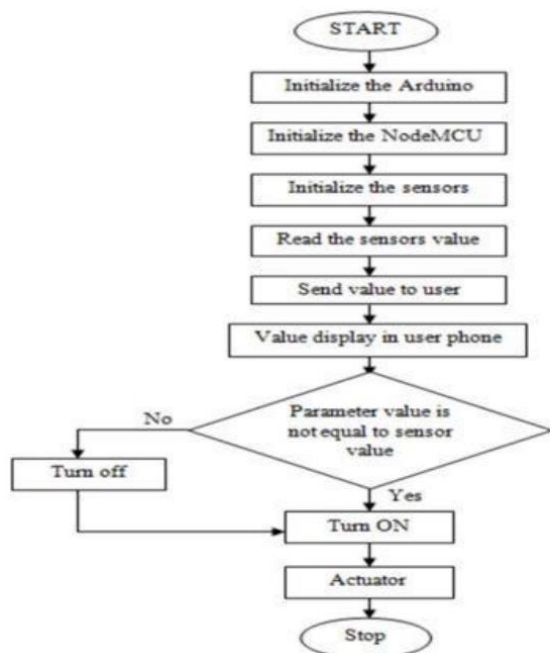 START
Initialize the Arduino
Initialize the NodeMCU
Initialize the sensors
Read the sensors value
Send value to user
Value display in user phone
Parameter value is
not equal to sensor
value
No
Turn off
Yes
Turn ON
Actuator
Stop